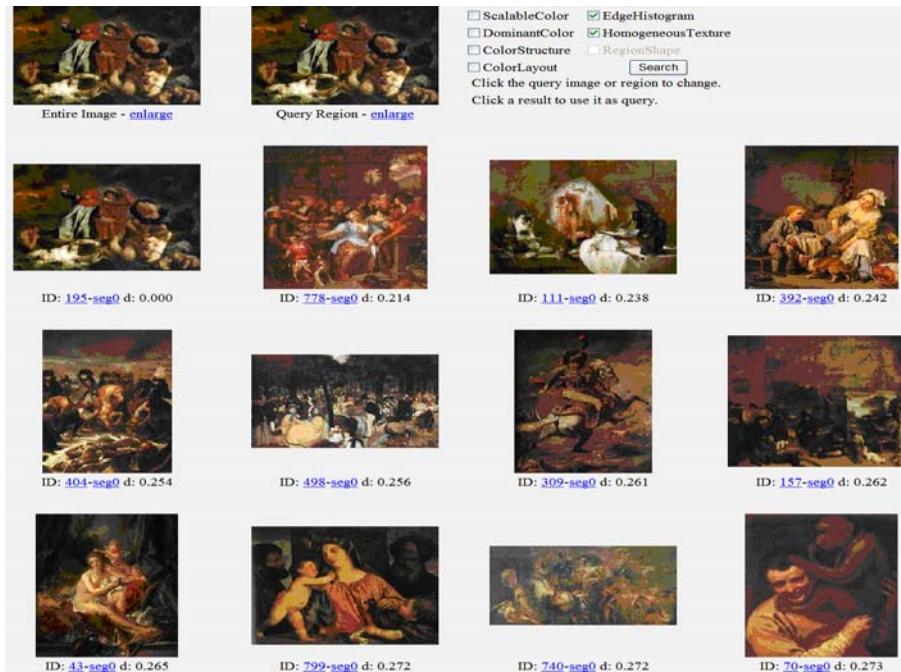 ScalableColor EdgeHistogram
DominantColor HomogeneousTexture
ColorStructure RegionShape
ColorLayout Search
Click the query image or region to change.
Click a result to use it as query.
Entire Image - enlarge Query Region - enlarge
ID: 195-seg0 d: 0.000 ID: 778-seg0 d: 0.214 ID: 111-seg0 d: 0.238 ID: 392-seg0 d: 0.242
ID: 404-seg0 d: 0.254 ID: 498-seg0 d: 0.256 ID: 309-seg0 d: 0.261 ID: 157-seg0 d: 0.262
ID: 43-seg0 d: 0.265 ID: 799-seg0 d: 0.272 ID: 740-seg0 d: 0.272 ID: 70-seg0 d: 0.273